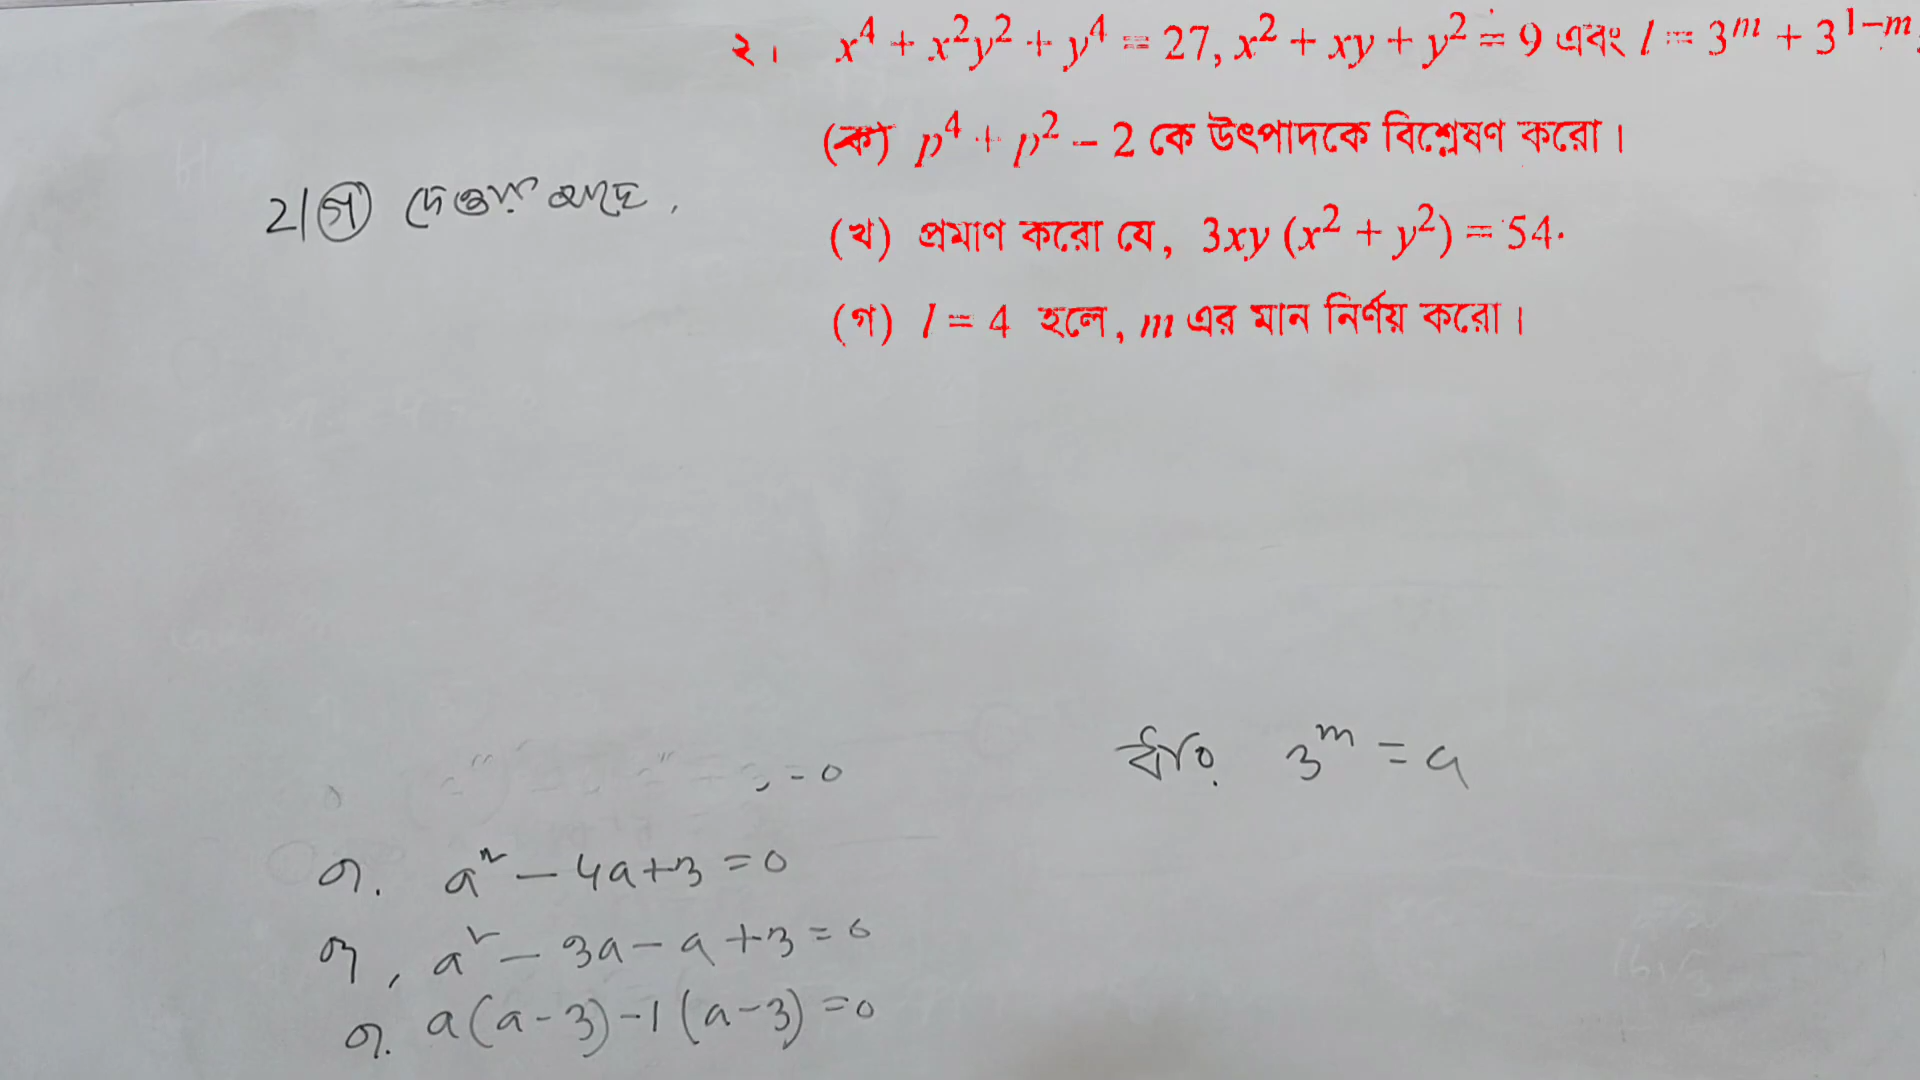 ২। x⁴ + x²y² + y⁴ = 27, x² + xy + y² = 9 এবং l = 3ᵐ + 3¹⁻ᵐ
(ক) p⁴ + p² − 2 কে উৎপাদকে বিশ্লেষণ করো।
2|(গ) দেওয়া আছে,
(খ) প্রমাণ করো যে, 3xy (x² + y²) = 54.
(গ) l = 4 হলে, m এর মান নির্ণয় করো।
ধরি, 3ᵐ = a
= 0
বা, a² − 4a + 3 = 0
বা, a² − 3a − a + 3 = 0
বা, a(a − 3) − 1(a − 3) = 0